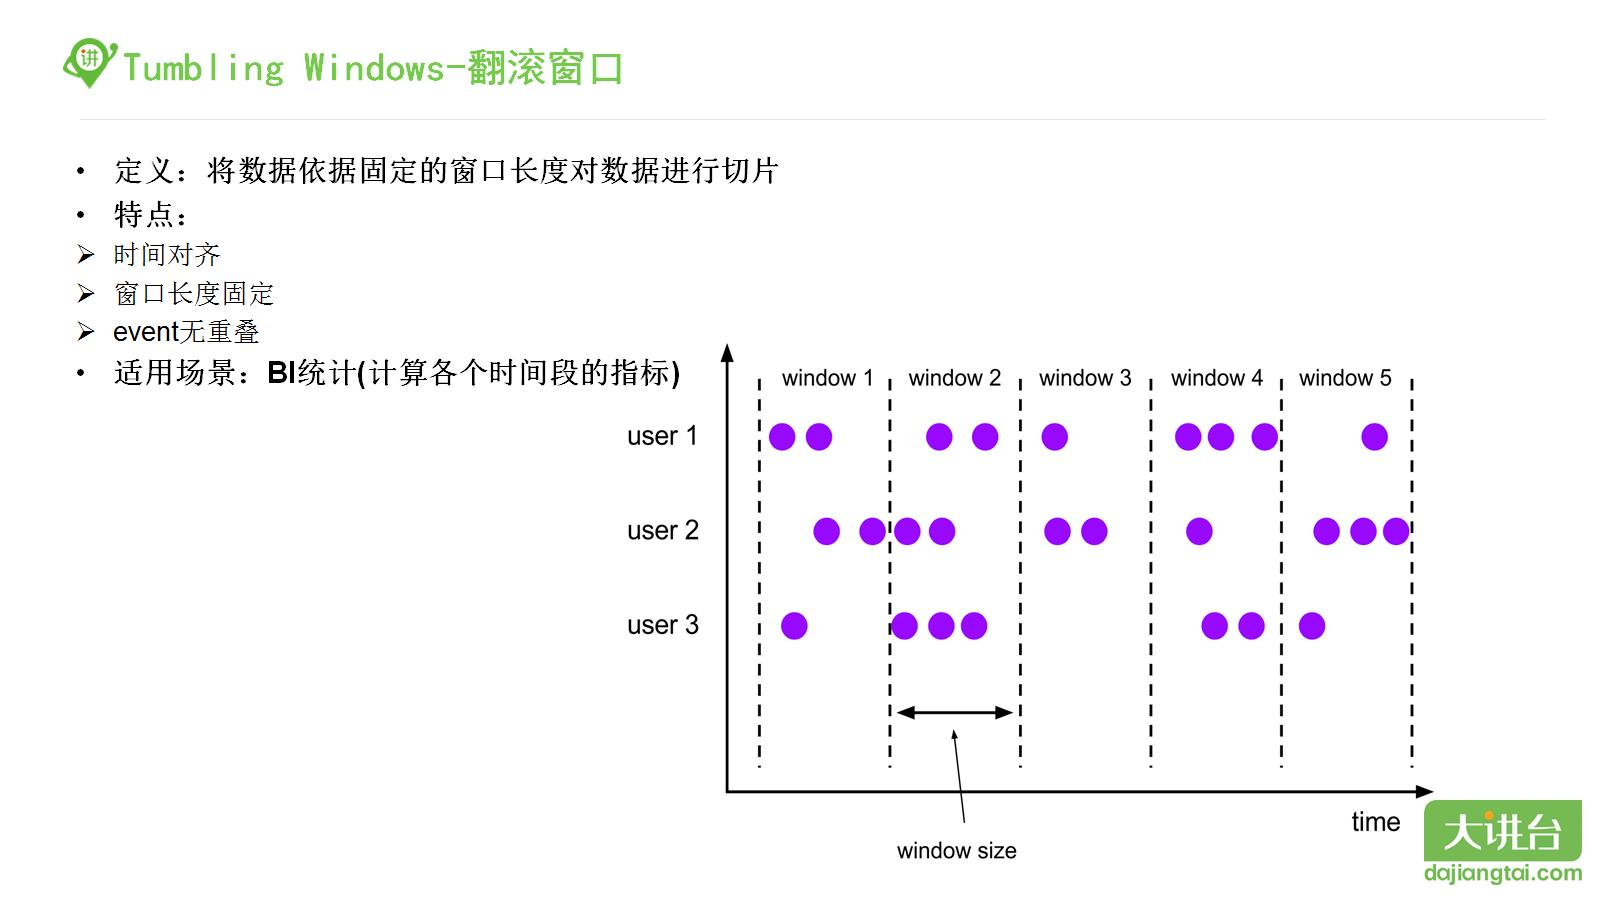 讲
Tumbling Windows-翻滚窗口
• 定义：将数据依据固定的窗口长度对数据进行切片
• 特点：
➢ 时间对齐
➢ 窗口长度固定
➢ event无重叠
• 适用场景：BI统计(计算各个时间段的指标)
window 1 window 2 window 3 window 4 window 5
user 1
user 2
user 3
time
window size
大讲台
dajiangtai.com